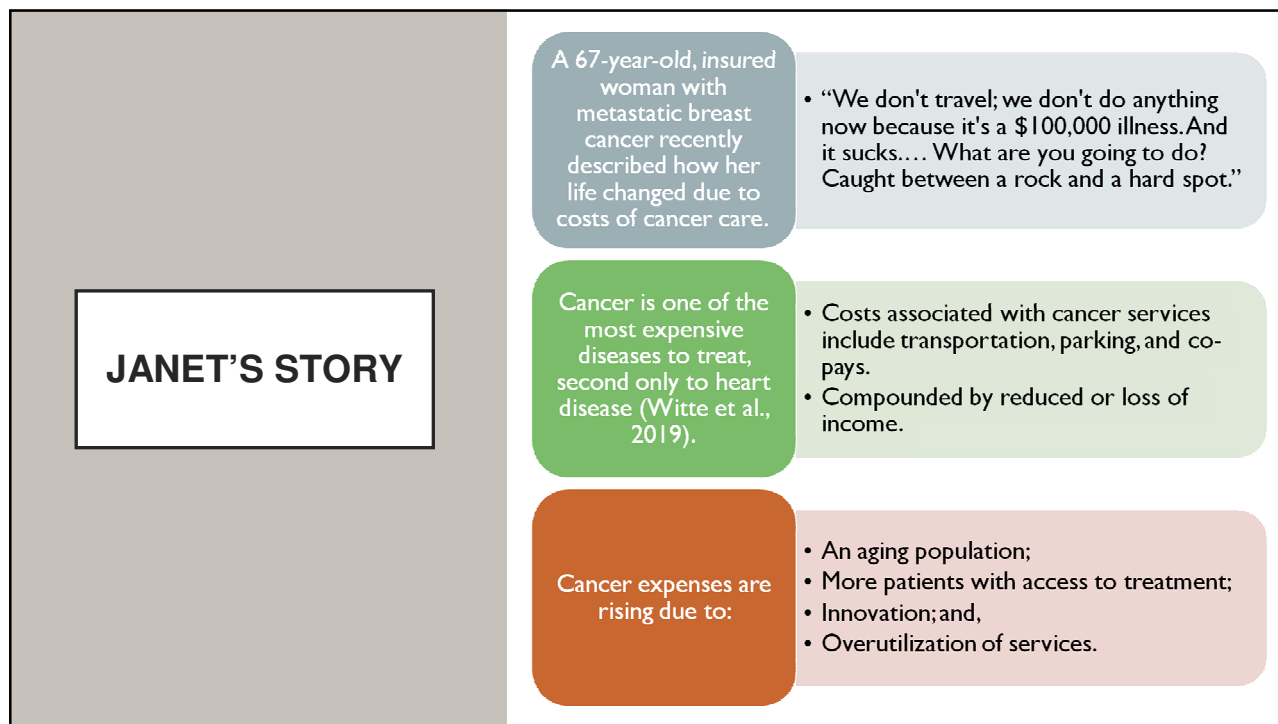 JANET'S STORY
A 67-year-old, insured
woman with
metastatic breast
cancer recently
described how her
life changed due to
costs of cancer care.
• “We don't travel; we don't do anything
now because it's a $100,000 illness. And
it sucks.… What are you going to do?
Caught between a rock and a hard spot.”
Cancer is one of the
most expensive
diseases to treat,
second only to heart
disease (Witte et al.,
2019).
• Costs associated with cancer services
include transportation, parking, and co-
pays.
• Compounded by reduced or loss of
income.
Cancer expenses are
rising due to:
• An aging population;
• More patients with access to treatment;
• Innovation; and,
• Overutilization of services.